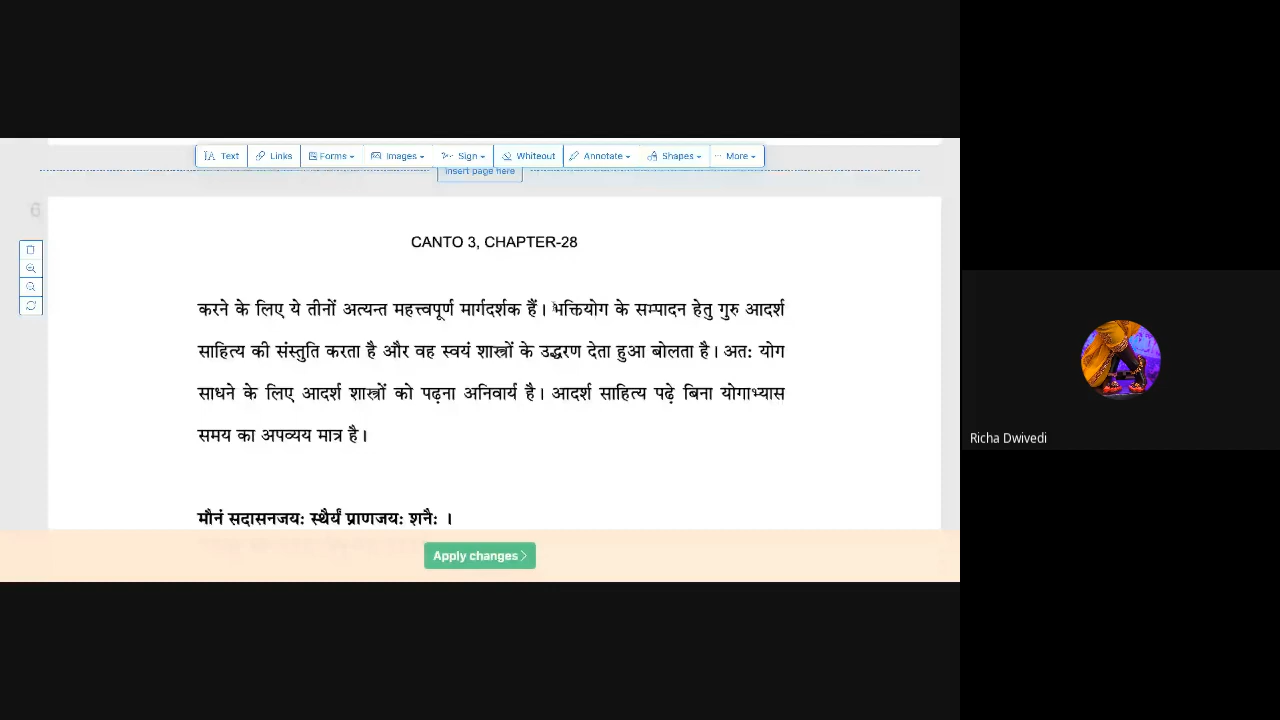 Text Links Forms Images Sign Whiteout Annotate Shapes More
Insert page here
6
CANTO 3, CHAPTER-28
करने के लिए ये तीनों अत्यन्त महत्त्वपूर्ण मार्गदर्शक हैं। भक्तियोग के सम्पादन हेतु गुरु आदर्श
साहित्य की संस्तुति करता है और वह स्वयं शास्त्रों के उद्धरण देता हुआ बोलता है। अत: योग
साधने के लिए आदर्श शास्त्रों को पढ़ना अनिवार्य है। आदर्श साहित्य पढ़े बिना योगाभ्यास
समय का अपव्यय मात्र है।
मौनं सदासनजय: स्थैर्यं प्राणजय: शनै: ।
Apply changes
Richa Dwivedi